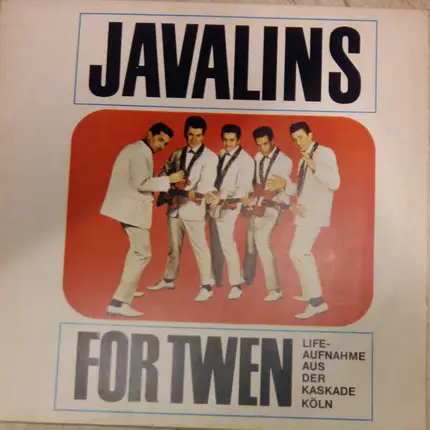 JAVALINS
FOR TWEN
LIFE-
AUFNAHME
AUS
DER
KASKADE
KÖLN